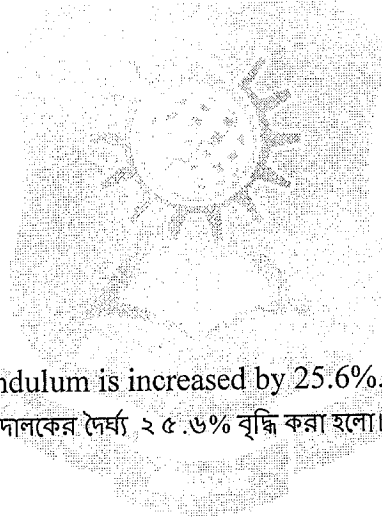 ndulum is increased by 25.6%.
দোলকের দৈর্ঘ্য ২৫.৬% বৃদ্ধি করা হলো।